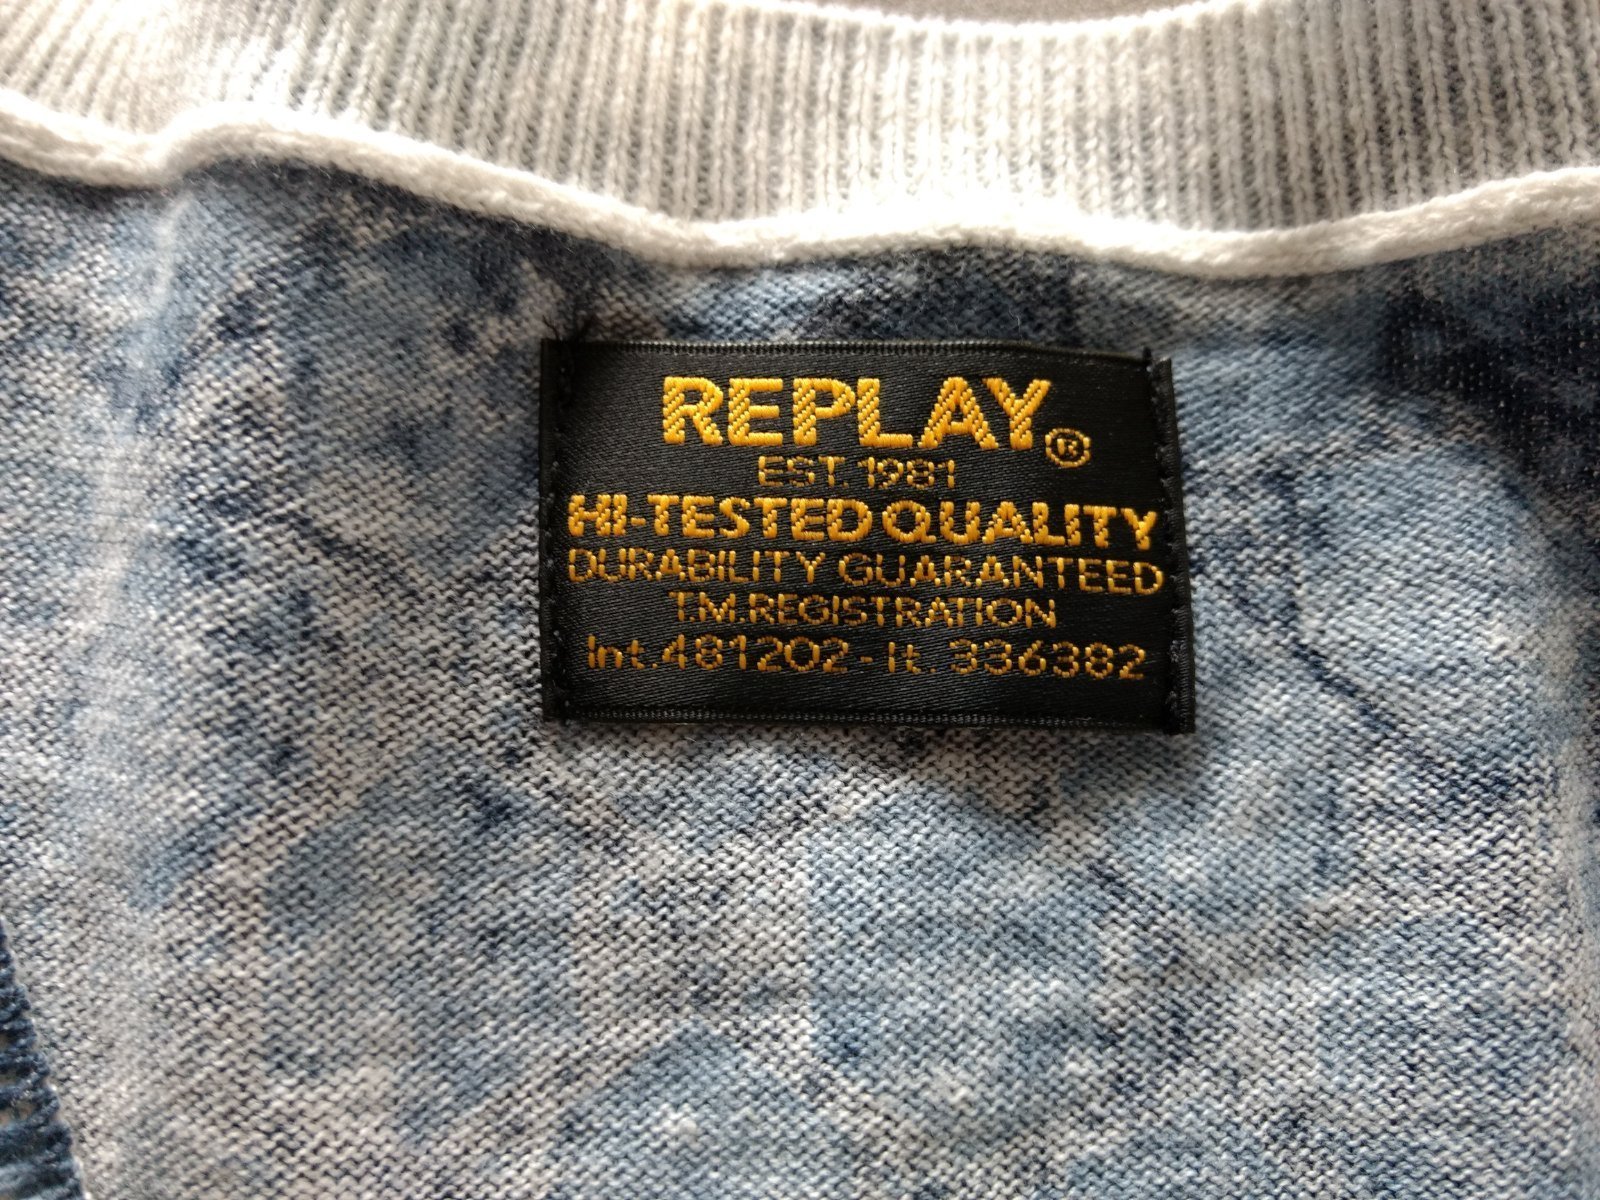 REPLAY®
EST. 1981
HI-TESTED QUALITY
DURABILITY GUARANTEED
T.M. REGISTRATION
Int. 481202 - It. 336382